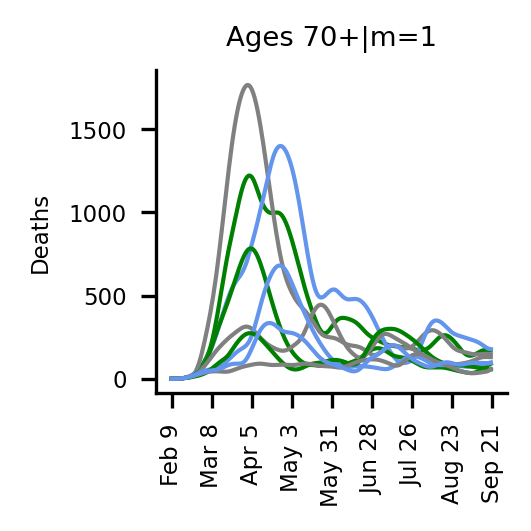 Ages 70+|m=1
Deaths
1500
1000
500
0
Feb 9
Mar 8
Apr 5
May 3
May 31
Jun 28
Jul 26
Aug 23
Sep 21